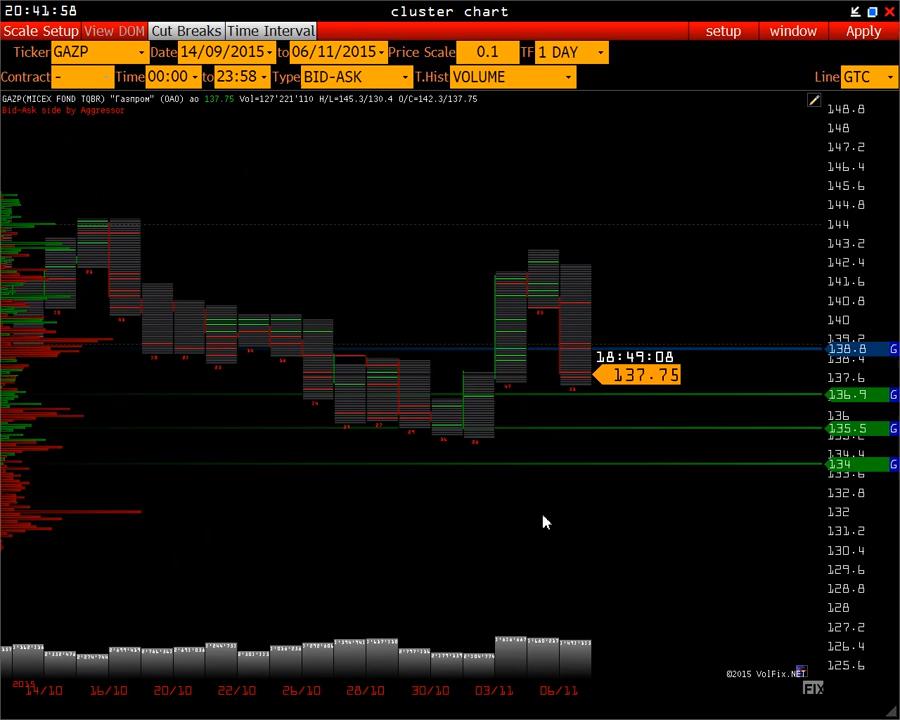 20:41:58 cluster chart
Scale Setup View DOM Cut Breaks Time Interval setup window Apply
Ticker GAZP Date 14/09/2015 to 06/11/2015 Price Scale 0.1 TF 1 DAY
Contract - Time 00:00 to 23:58 Type BID-ASK T.Hist VOLUME Line GTC
GAZP(MICEX FOND TQBR) "Газпром" (ОАО) ао 137.75 Vol=127'221'110 H/L=145.3/130.4 O/C=142.3/137.75
Bid-Ask side by Aggressor
148.8
148
147.2
146.4
145.6
144.8
144
143.2
142.4
141.6
140.8
140
139.2
138.8 G
138.4
18:49:08
137.75
137.6
136.9 G
136
135.5 G
135.2
134.4
134 G
133.6
132.8
132
131.2
130.4
129.6
128.8
128
127.2
126.4
125.6
©2015 VolFix.NET
FIX
2015
14/10 16/10 20/10 22/10 26/10 28/10 30/10 03/11 06/11